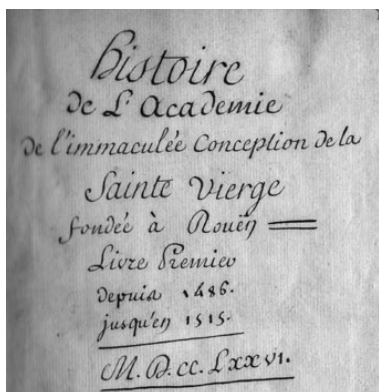 Histoire
de L'Academie
de l'immaculée Conception de la
Sainte Vierge
fondée à Rouën
Livre Premier
depuis 1486.
jusqu'en 1515.
M.D.cc.Lxxvi.